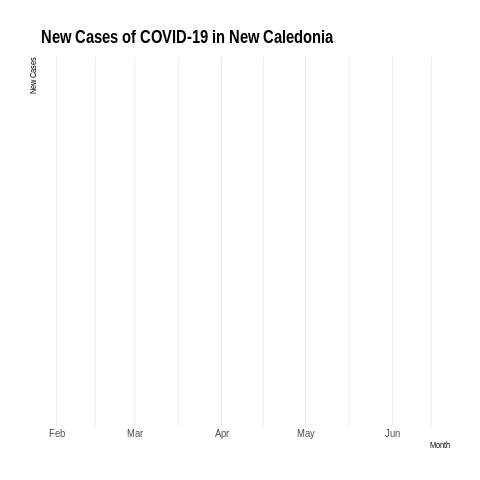 New Cases of COVID-19 in New Caledonia
New Cases
Feb Mar Apr May Jun
Month